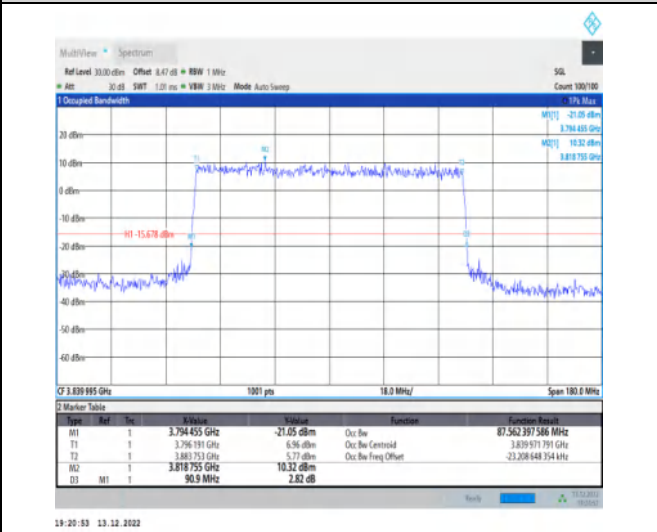 MultiView Spectrum
Ref Level 30.00 dBm Offset 8.47 dB RBW 1 MHz SGL
Att 30 dB SWT 1.01 ms VBW 3 MHz Mode Auto Sweep Count 100/100
1 Occupied Bandwidth 1Pk Max
M1[1] -21.05 dBm
3.794 455 GHz
20 dBm
M2[1] 10.32 dBm
3.818 755 GHz
M2
T1
10 dBm
0 dBm
-10 dBm
H1 -15.678 dBm
M1
D3
-20 dBm
-30 dBm
-40 dBm
-50 dBm
-60 dBm
CF 3.839 995 GHz 1001 pts 18.0 MHz/ Span 180.0 MHz
2 Marker Table
Type Ref Trc X-Value Y-Value Function Function Result
M1 1 3.794 455 GHz -21.05 dBm Occ Bw 87.562 397 586 MHz
T1 1 3.796 191 GHz 6.96 dBm Occ Bw Centroid 3.839 971 791 GHz
T2 1 3.883 753 GHz 5.77 dBm Occ Bw Freq Offset -23.208 648 354 kHz
M2 1 3.818 755 GHz 10.32 dBm
D3 M1 1 90.9 MHz 2.82 dB
Ready 13.12.2022
19:20:53 13.12.2022